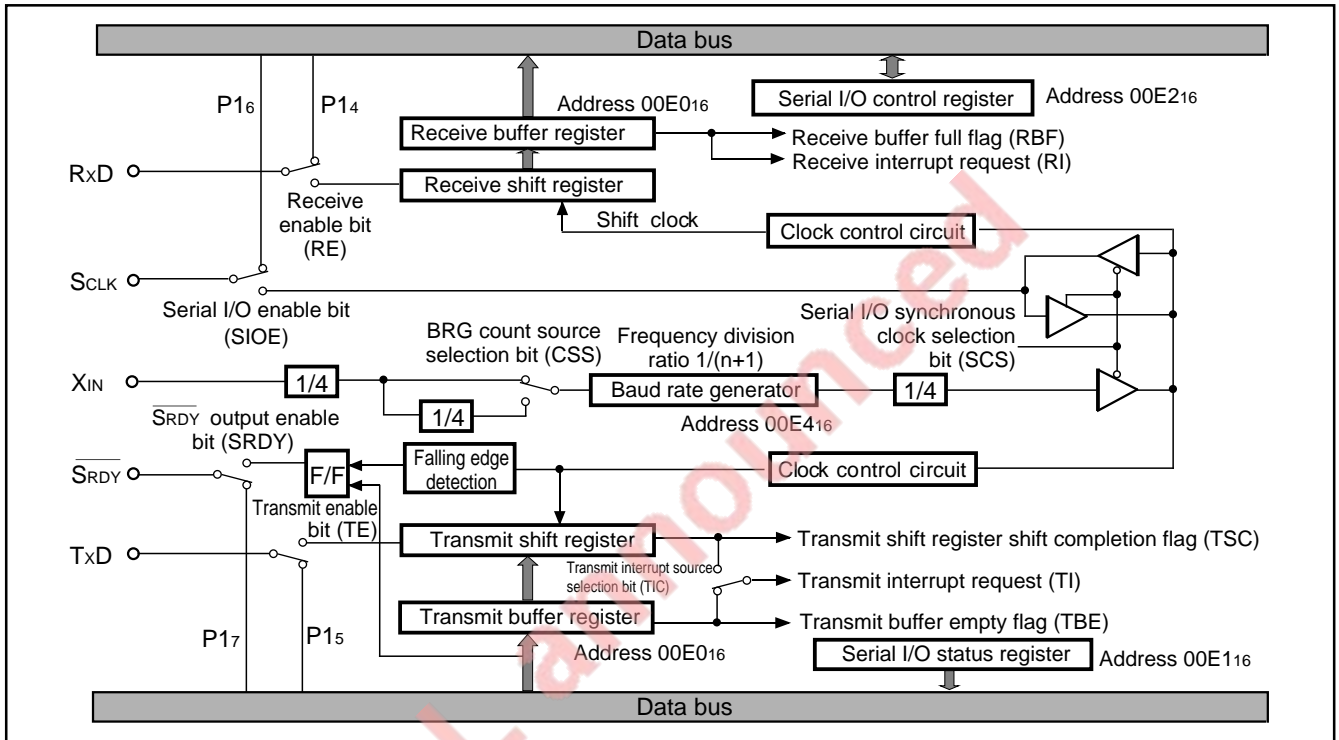 Data bus
P16
P14
Address 00E016
Serial I/O control register
Address 00E216
Receive buffer register
Receive buffer full flag (RBF)
Receive interrupt request (RI)
RxD
Receive shift register
Receive
enable bit
(RE)
Shift clock
Clock control circuit
SCLK
Serial I/O enable bit
(SIOE)
BRG count source
selection bit (CSS)
Frequency division
ratio 1/(n+1)
Serial I/O synchronous
clock selection
bit (SCS)
XIN
1/4
1/4
Baud rate generator
1/4
Address 00E416
SRDY output enable
bit (SRDY)
SRDY
F/F
Falling edge
detection
Clock control circuit
Transmit enable
bit (TE)
TxD
Transmit shift register
Transmit shift register shift completion flag (TSC)
Transmit interrupt source
selection bit (TIC)
Transmit interrupt request (TI)
Transmit buffer register
Transmit buffer empty flag (TBE)
P17
P15
Address 00E016
Serial I/O status register
Address 00E116
Data bus
announced